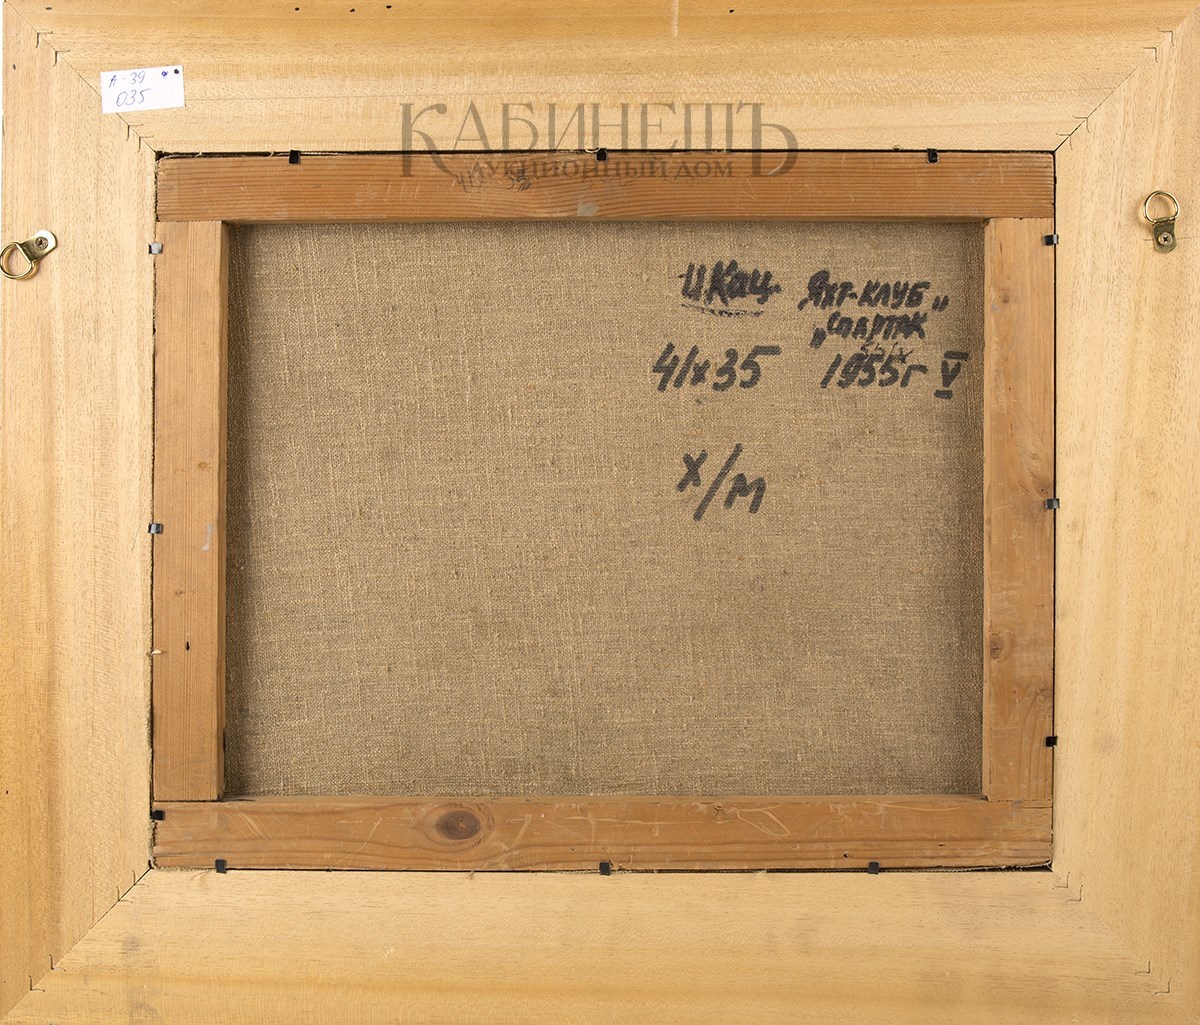 А-39
035
КАБИНЕТЪ
АУКЦИОННЫЙ ДОМ
И Кац.
Яхт-клуб"
"Спартак
41х35
1955г V
х/м